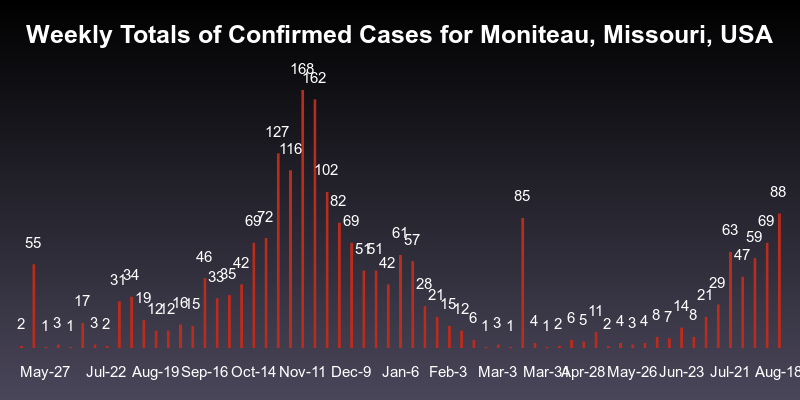 Weekly Totals of Confirmed Cases for Moniteau, Missouri, USA
2 55 1 3 1 17 3 2 31 34 19 12 12 16 15 46 33 35 42 69 72 127 116 168 162 102 82 69 51 51 42 61 57 28 21 15 12 6 1 3 1 85 4 1 2 6 5 11 2 4 3 4 8 7 14 8 21 29 63 47 59 69 88
May-27 Jul-22 Aug-19 Sep-16 Oct-14 Nov-11 Dec-9 Jan-6 Feb-3 Mar-3 Mar-31 Apr-28 May-26 Jun-23 Jul-21 Aug-18